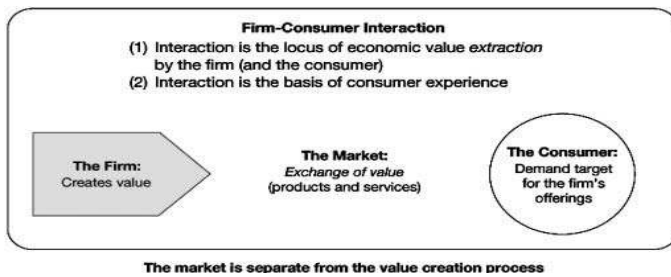 Firm-Consumer Interaction
(1) Interaction is the locus of economic value extraction
by the firm (and the consumer)
(2) Interaction is the basis of consumer experience
The Firm:
Creates value
The Market:
Exchange of value
(products and services)
The Consumer:
Demand target
for the firm's
offerings
The market is separate from the value creation process